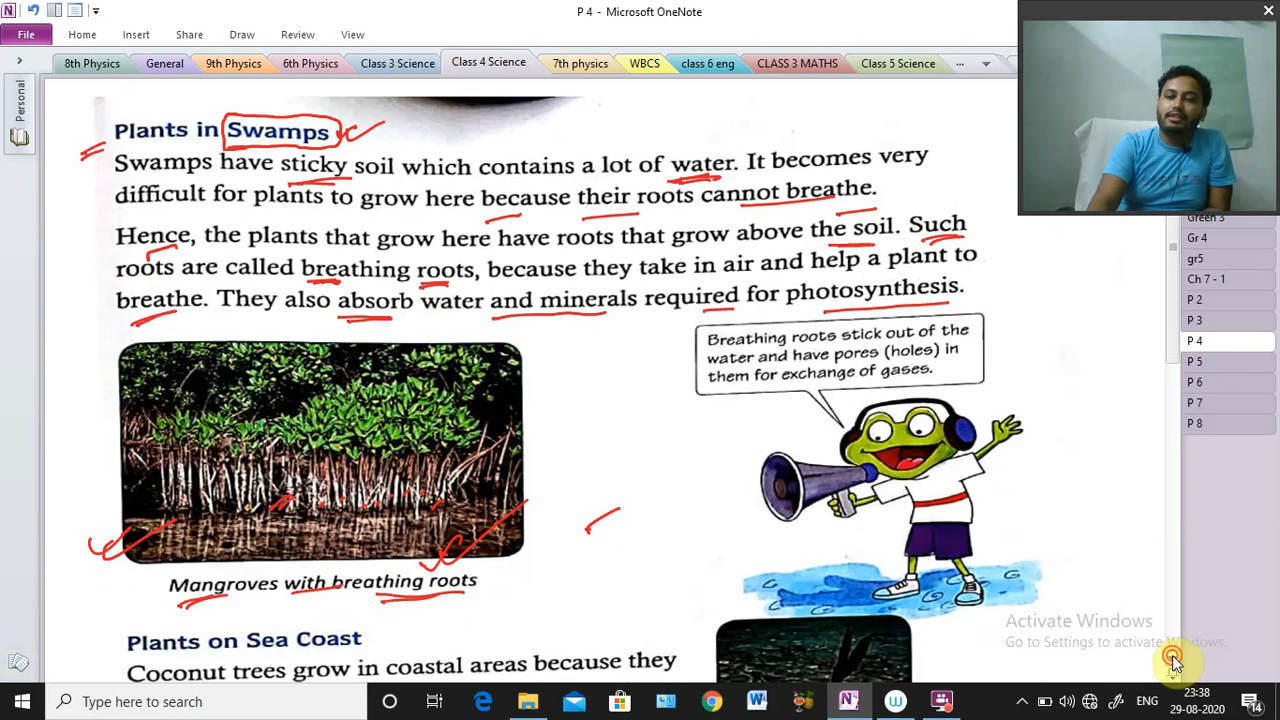 P 4 - Microsoft OneNote
File Home Insert Share Draw Review View
8th Physics General 9th Physics 6th Physics Class 3 Science Class 4 Science 7th physics WBCS class 6 eng CLASS 3 MATHS Class 5 Science ...
Personal
Plants in Swamps
Swamps have sticky soil which contains a lot of water. It becomes very
difficult for plants to grow here because their roots cannot breathe.
Hence, the plants that grow here have roots that grow above the soil. Such
roots are called breathing roots, because they take in air and help a plant to
breathe. They also absorb water and minerals required for photosynthesis.
Breathing roots stick out of the
water and have pores (holes) in
them for exchange of gases.
Mangroves with breathing roots
Plants on Sea Coast
Coconut trees grow in coastal areas because they
Green 3
Gr 4
gr5
Ch 7 - 1
P 2
P 3
P 4
P 5
P 6
P 7
P 8
Activate Windows
Go to Settings to activate Windows.
Type here to search
ENG
23:38
29-08-2020
14